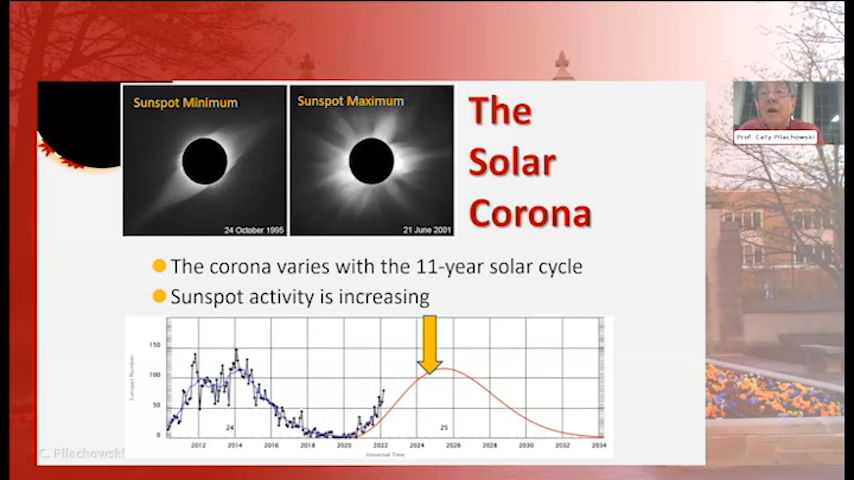 Sunspot Minimum
Sunspot Maximum
The
Solar
Corona
24 October 1995
21 June 2001
Prof. Caty Pilachowski
The corona varies with the 11-year solar cycle
Sunspot activity is increasing
150
100
50
0
Sunspot Number
24
25
2012 2014 2016 2018 2020 2022 2024 2026 2028 2030 2032 2034
Universal Time
C. Pilachowski